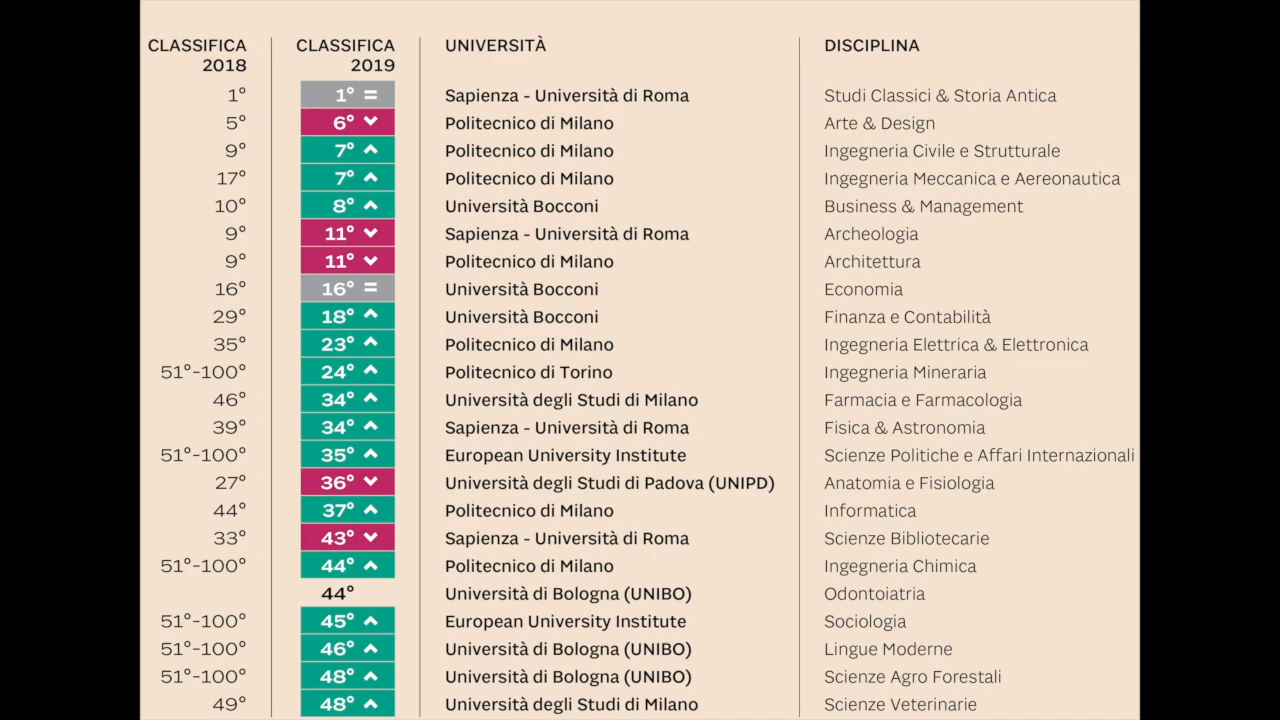 CLASSIFICA 2018 CLASSIFICA 2019 UNIVERSITÀ DISCIPLINA
1° 1° = Sapienza - Università di Roma Studi Classici & Storia Antica
5° 6° Politecnico di Milano Arte & Design
9° 7° Politecnico di Milano Ingegneria Civile e Strutturale
17° 7° Politecnico di Milano Ingegneria Meccanica e Aereonautica
10° 8° Università Bocconi Business & Management
9° 11° Sapienza - Università di Roma Archeologia
9° 11° Politecnico di Milano Architettura
16° 16° = Università Bocconi Economia
29° 18° Università Bocconi Finanza e Contabilità
35° 23° Politecnico di Milano Ingegneria Elettrica & Elettronica
51°-100° 24° Politecnico di Torino Ingegneria Mineraria
46° 34° Università degli Studi di Milano Farmacia e Farmacologia
39° 34° Sapienza - Università di Roma Fisica & Astronomia
51°-100° 35° European University Institute Scienze Politiche e Affari Internazionali
27° 36° Università degli Studi di Padova (UNIPD) Anatomia e Fisiologia
44° 37° Politecnico di Milano Informatica
33° 43° Sapienza - Università di Roma Scienze Bibliotecarie
51°-100° 44° Politecnico di Milano Ingegneria Chimica
44° Università di Bologna (UNIBO) Odontoiatria
51°-100° 45° European University Institute Sociologia
51°-100° 46° Università di Bologna (UNIBO) Lingue Moderne
51°-100° 48° Università di Bologna (UNIBO) Scienze Agro Forestali
49° 48° Università degli Studi di Milano Scienze Veterinarie